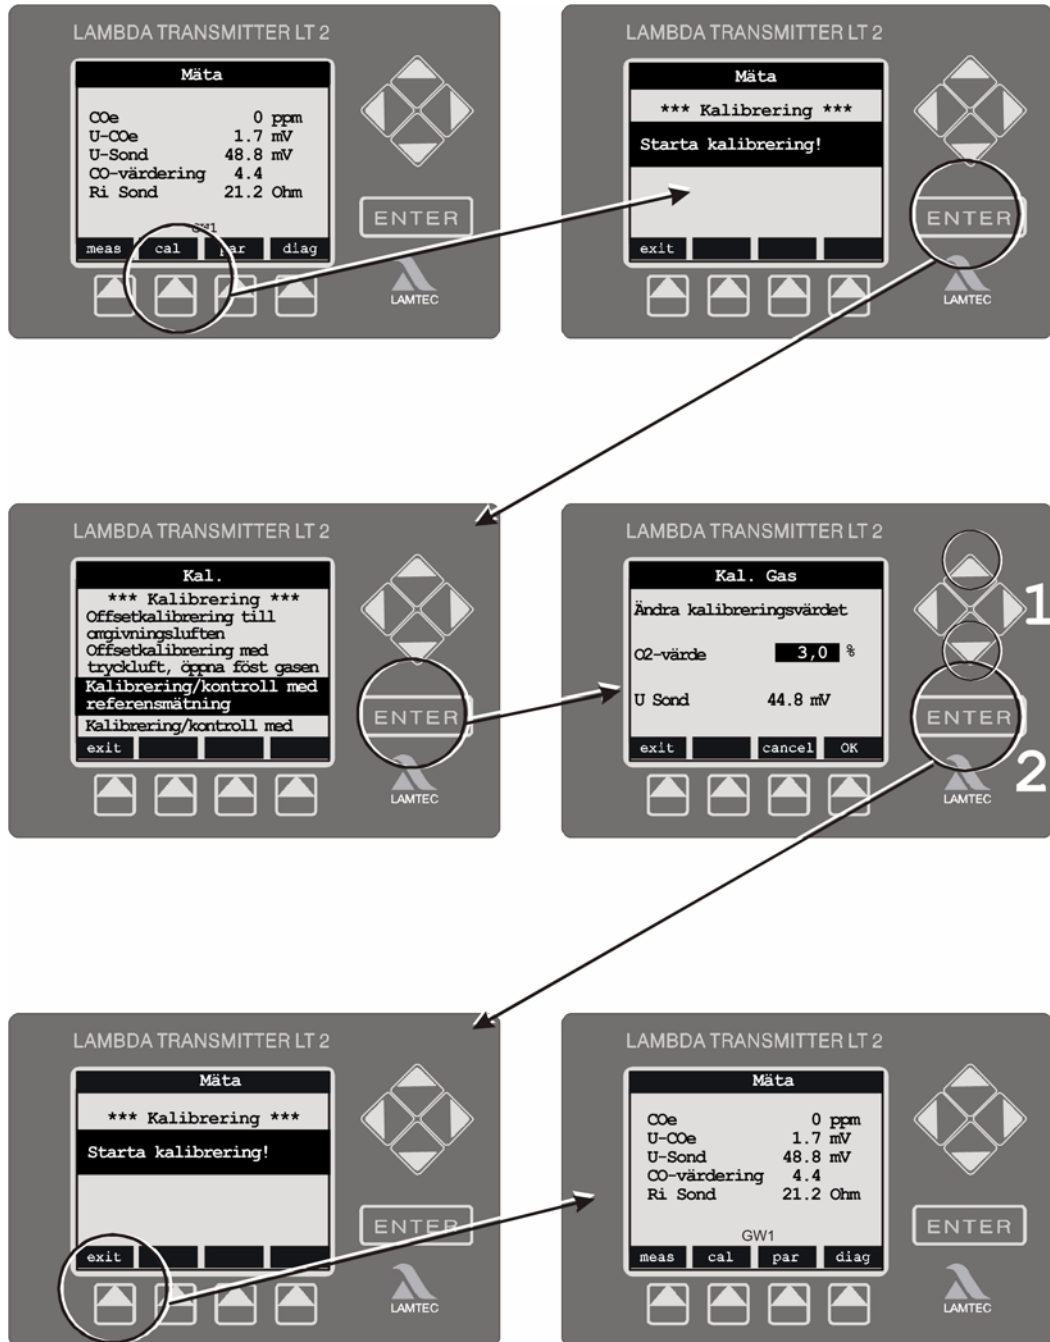 LAMBDA TRANSMITTER LT 2
Mäta
COe 0 ppm
U-COe 1.7 mV
U-Sond 48.8 mV
CO-värdering 4.4
Ri Sond 21.2 Ohm
GW1
meas cal par diag
ENTER
LAMTEC
LAMBDA TRANSMITTER LT 2
Mäta
*** Kalibrering ***
Starta kalibrering!
exit
ENTER
LAMTEC
LAMBDA TRANSMITTER LT 2
Kal.
*** Kalibrering ***
Offsetkalibrering till
omgivningsluften
Offsetkalibrering med
tryckluft, öppna föst gasen
Kalibrering/kontroll med
referensmätning
Kalibrering/kontroll med
exit
ENTER
LAMTEC
LAMBDA TRANSMITTER LT 2
Kal. Gas
Ändra kalibreringsvärdet
O2-värde 3,0 %
U Sond 44.8 mV
exit cancel OK
1
ENTER
2
LAMTEC
LAMBDA TRANSMITTER LT 2
Mäta
*** Kalibrering ***
Starta kalibrering!
exit
ENTER
LAMTEC
LAMBDA TRANSMITTER LT 2
Mäta
COe 0 ppm
U-COe 1.7 mV
U-Sond 48.8 mV
CO-värdering 4.4
Ri Sond 21.2 Ohm
GW1
meas cal par diag
ENTER
LAMTEC